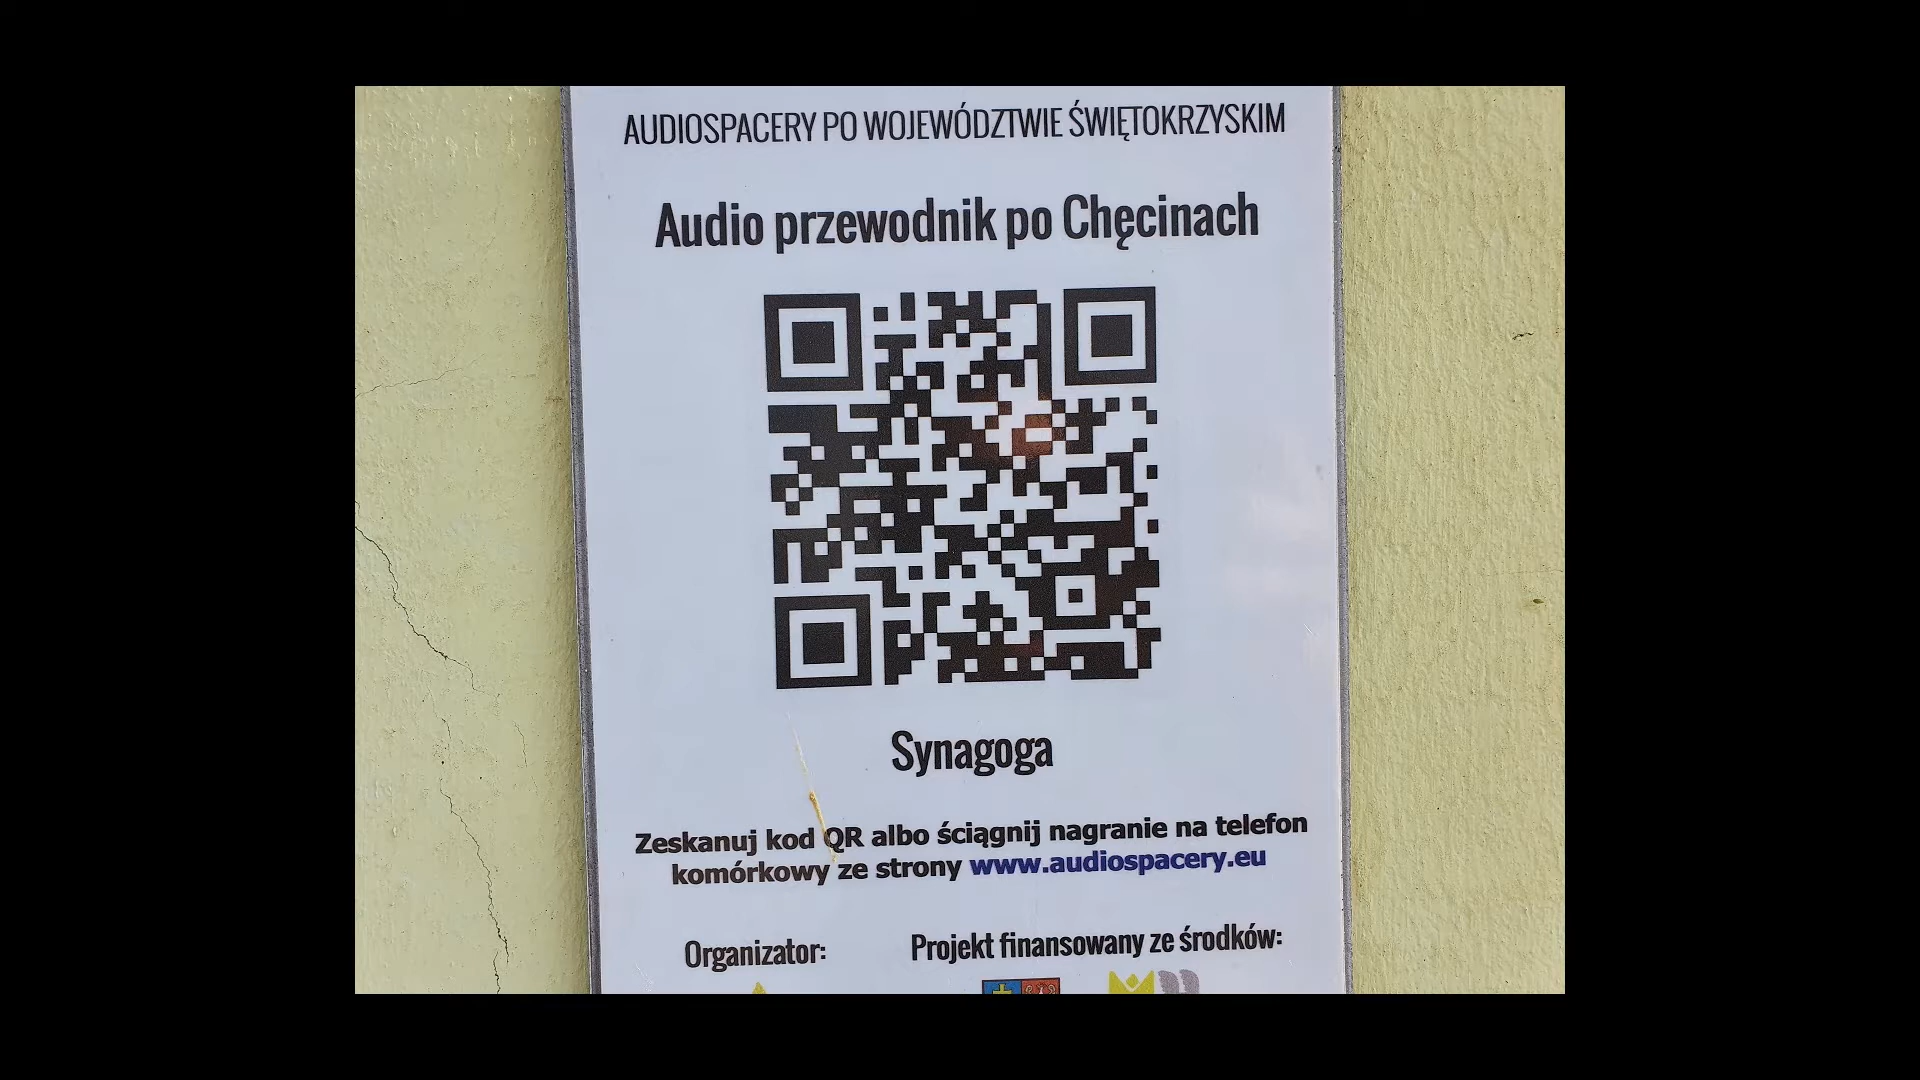 AUDIOSPACERY PO WOJEWÓDZTWIE ŚWIĘTOKRZYSKIM
Audio przewodnik po Chęcinach
Synagoga
Zeskanuj kod QR albo ściągnij nagranie na telefon
komórkowy ze strony www.audiospacery.eu
Organizator:
Projekt finansowany ze środków: